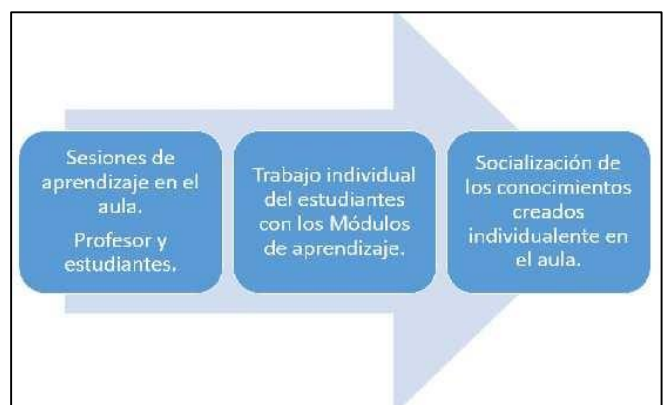 Sesiones de
aprendizaje en el
aula.
Profesor y
estudiantes.
Trabajo individual
del estudiantes
con los Módulos
de aprendizaje.
Socialización de
los conocimientos
creados
individualente en
el aula.